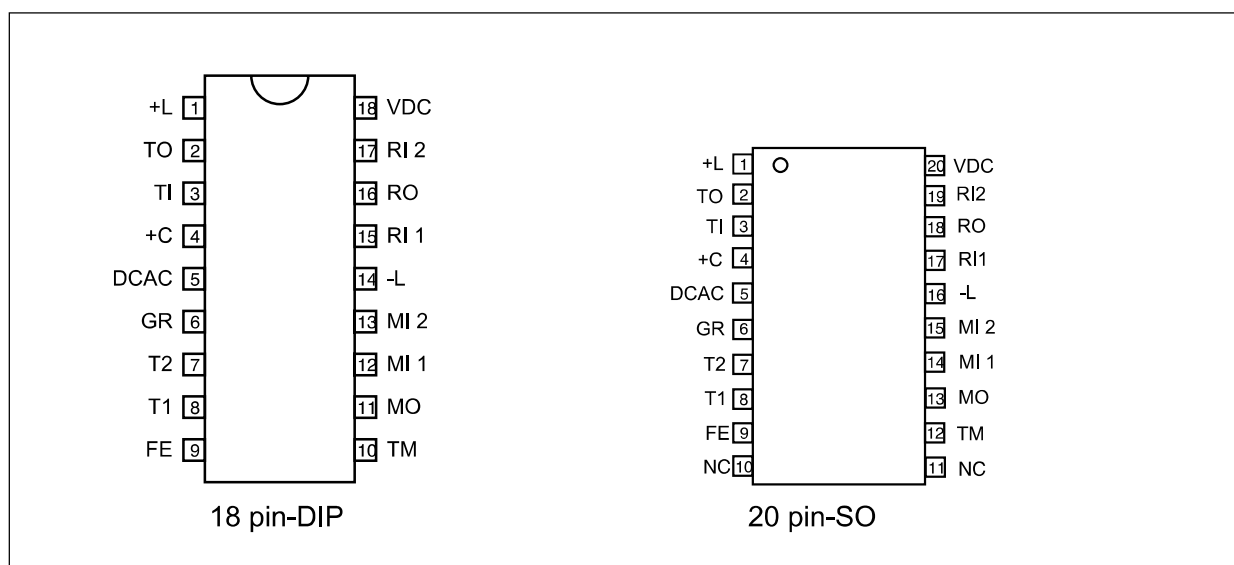 +L 1 18 VDC
TO 2 17 RI 2
TI 3 16 RO
+C 4 15 RI 1
DCAC 5 14 -L
GR 6 13 MI 2
T2 7 12 MI 1
T1 8 11 MO
FE 9 10 TM
18 pin-DIP
+L 1 20 VDC
TO 2 19 RI2
TI 3 18 RO
+C 4 17 RI1
DCAC 5 16 -L
GR 6 15 MI 2
T2 7 14 MI 1
T1 8 13 MO
FE 9 12 TM
NC 10 11 NC
20 pin-SO